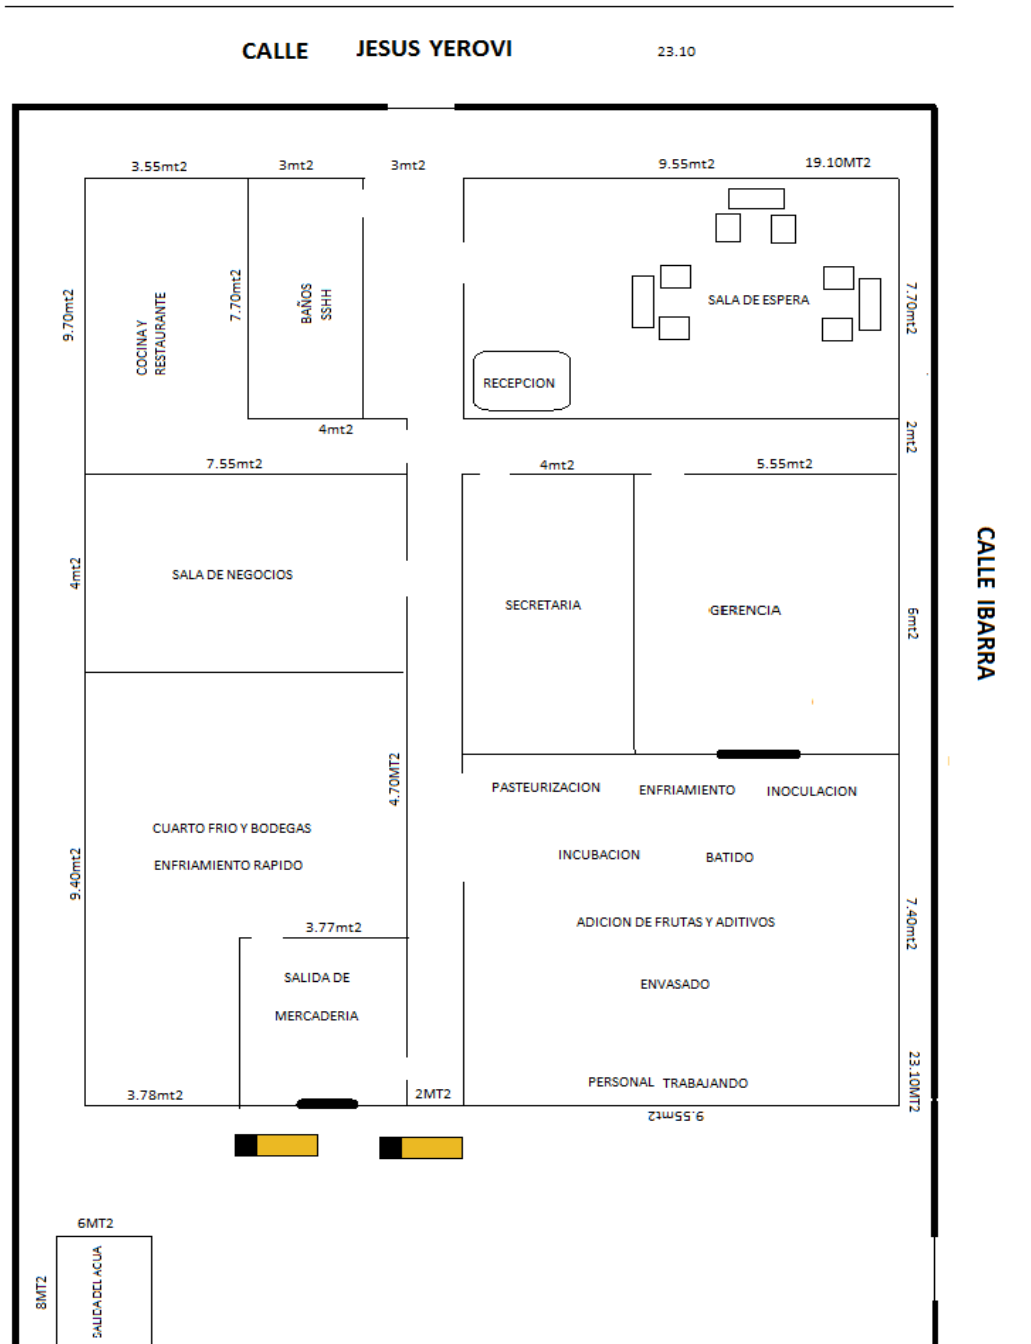 CALLE JESUS YEROVI
23.10
3.55mt2
3mt2
3mt2
9.55mt2
19.10MT2
9.70mt2
COCINA Y
RESTAURANTE
7.70mt2
BAÑOS
SSHH
SALA DE ESPERA
7.70mt2
RECEPCION
4mt2
2mt2
7.55mt2
4mt2
5.55mt2
4mt2
SALA DE NEGOCIOS
SECRETARIA
GERENCIA
6mt2
CALLE IBARRA
4.70MT2
PASTEURIZACION
ENFRIAMIENTO
INOCULACION
CUARTO FRIO Y BODEGAS
ENFRIAMIENTO RAPIDO
INCUBACION
BATIDO
9.40mt2
7.40mt2
3.77mt2
ADICION DE FRUTAS Y ADITIVOS
SALIDA DE
MERCADERIA
ENVASADO
PERSONAL TRABAJANDO
23.10MT2
3.78mt2
2MT2
9.55mt2
6MT2
8MT2
SALIDA DEL AGUA